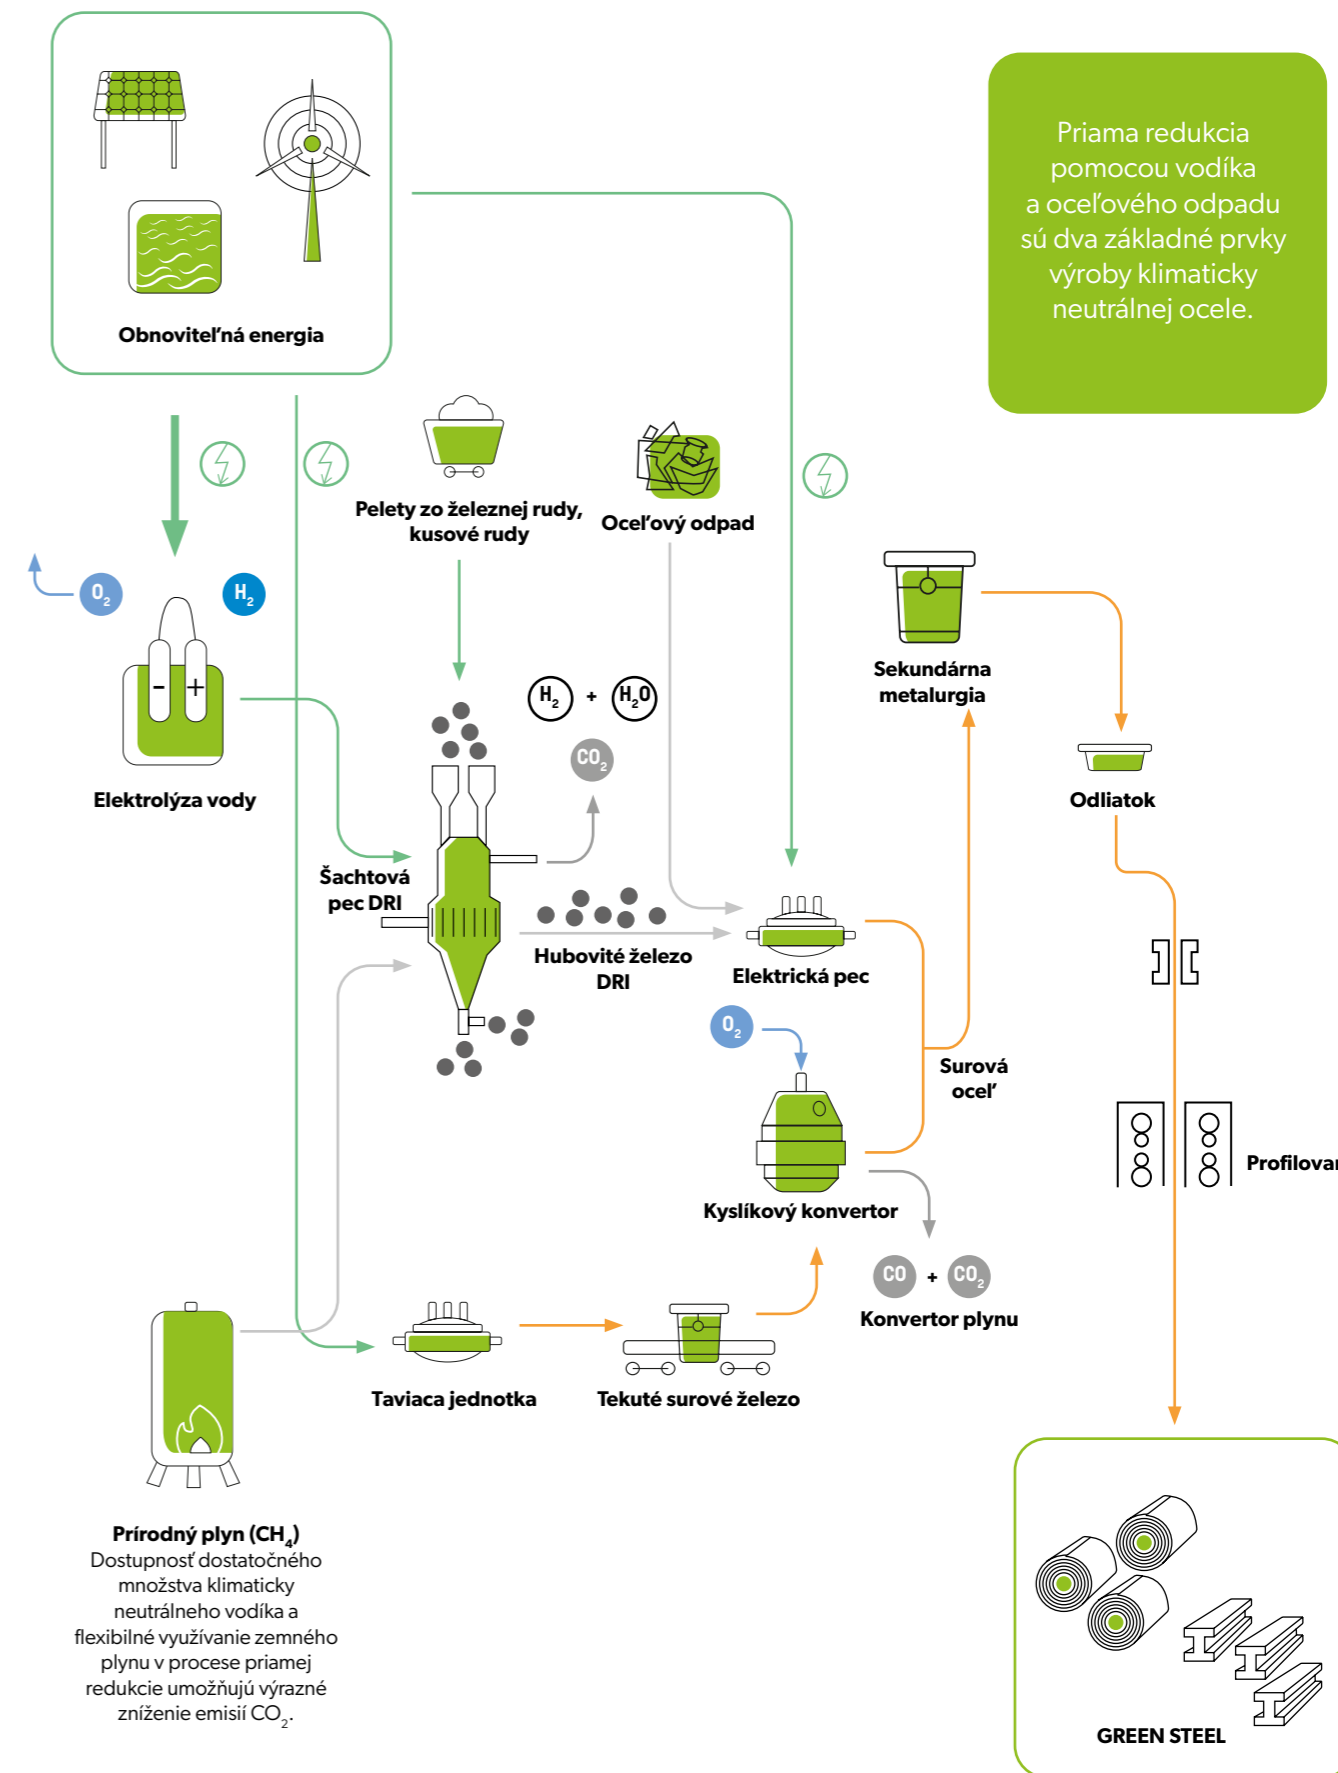 Priama redukcia
pomocou vodíka
a oceľového odpadu
sú dva základné prvky
výroby klimaticky
neutrálnej ocele.
Obnoviteľná energia
Pelety zo železnej rudy,
kusové rudy
Oceľový odpad
O₂
H₂
- +
Elektrolýza vody
H₂ + H₂O
CO₂
Sekundárna
metalurgia
Odliatok
Šachtová
pec DRI
Hubovité železo
DRI
Elektrická pec
O₂
Surová
oceľ
Kyslíkový konvertor
Profilovan
CO + CO₂
Konvertor plynu
Taviaca jednotka
Tekuté surové železo
Prírodný plyn (CH₄)
Dostupnosť dostatočného
množstva klimaticky
neutrálneho vodíka a
flexibilné využívanie zemného
plynu v procese priamej
redukcie umožňujú výrazné
zníženie emisií CO₂.
GREEN STEEL